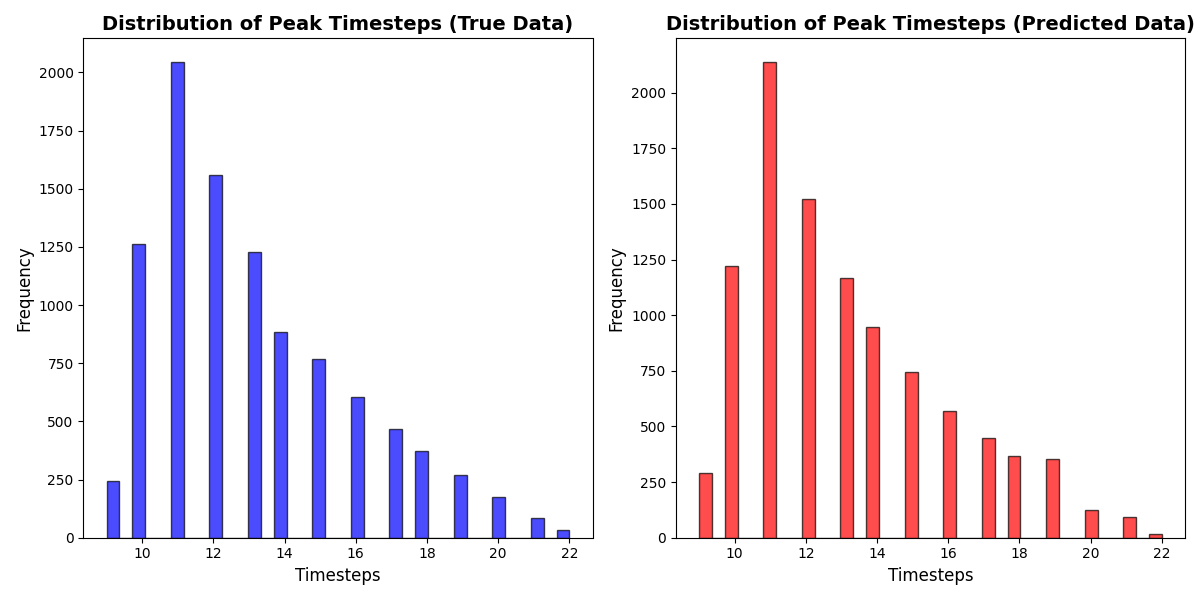 Distribution of Peak Timesteps (True Data)
Frequency
2000
1750
1500
1250
1000
750
500
250
0
10 12 14 16 18 20 22
Timesteps
Distribution of Peak Timesteps (Predicted Data)
Frequency
2000
1750
1500
1250
1000
750
500
250
0
10 12 14 16 18 20 22
Timesteps